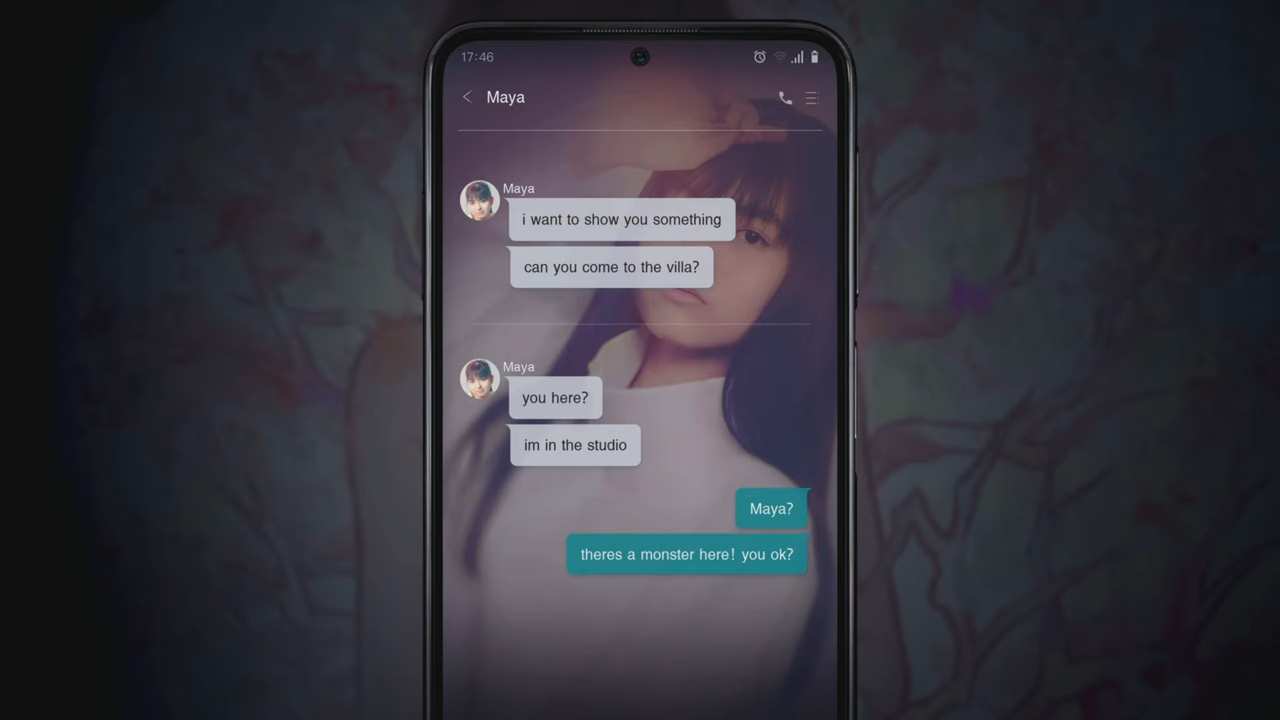 17:46
Maya
Maya
i want to show you something
can you come to the villa?
Maya
you here?
im in the studio
Maya?
theres a monster here! you ok?